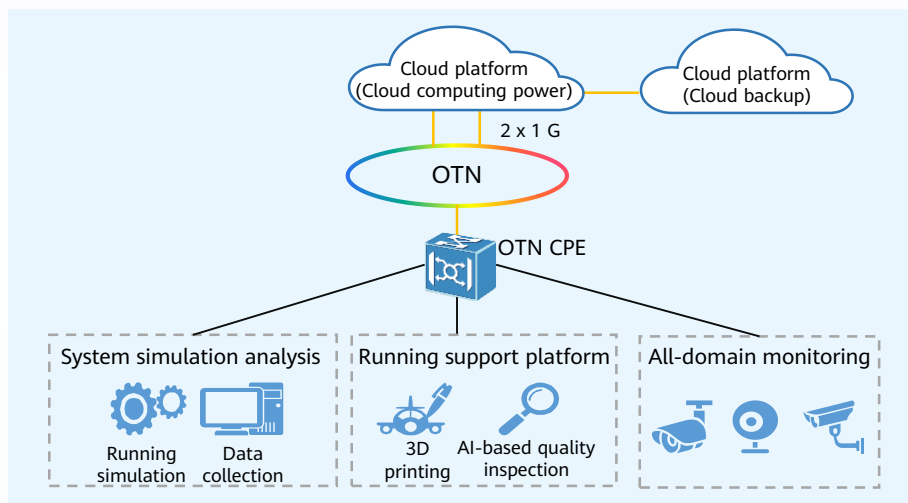 Cloud platform
(Cloud computing power)
Cloud platform
(Cloud backup)
2 x 1 G
OTN
OTN CPE
System simulation analysis
Running
simulation
Data
collection
Running support platform
3D
printing
AI-based quality
inspection
All-domain monitoring